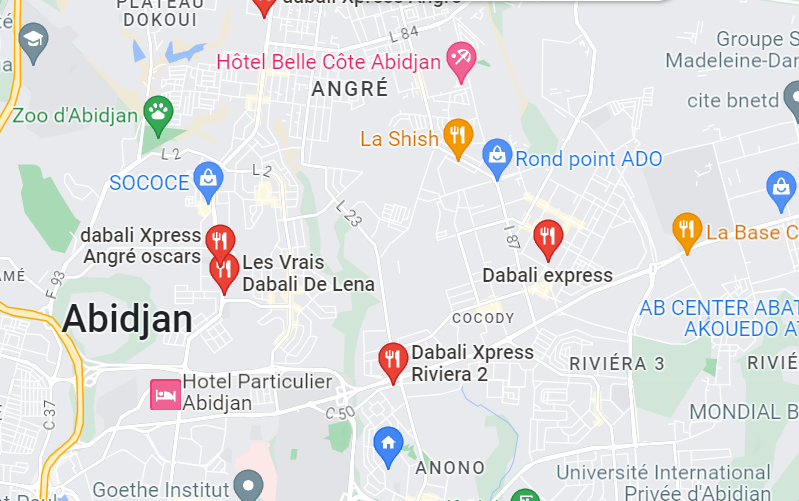 PLATEAU
DOKOUI
dabali Xpress Angré
L 84
Groupe S
Madeleine-Da
Hôtel Belle Côte Abidjan
ANGRÉ
cite bnetd
Zoo d'Abidjan
La Shish
L 2
L 2
Rond point ADO
SOCOCE
L 23
dabali Xpress
Angré oscars
I 87
La Base C
Les Vrais
Dabali De Lena
Dabali express
AMÉ
F 93
Abidjan
COCODY
AB CENTER ABAT
AKOUEDO AT
Dabali Xpress
Riviera 2
RIVIÉRA 3
RIVIÉ
Hotel Particulier
Abidjan
C 37
C 50
MONDIAL B
ANONO
Université International
Privée d'Abidjan
Goethe Institut